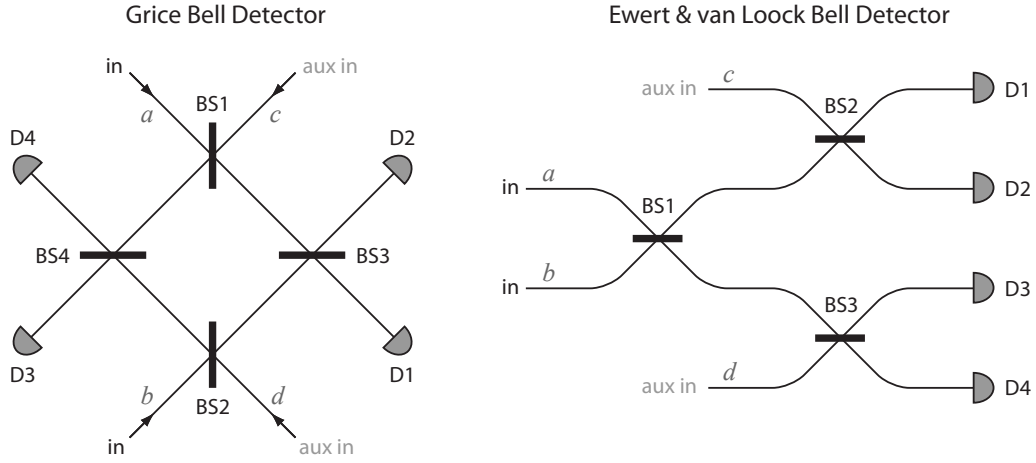 Grice Bell Detector
in
aux in
a
BS1
c
D4
D2
BS4
BS3
D3
D1
b
BS2
d
in
aux in
Ewert & van Loock Bell Detector
aux in
c
D1
BS2
in
a
D2
BS1
in
b
D3
BS3
aux in
d
D4